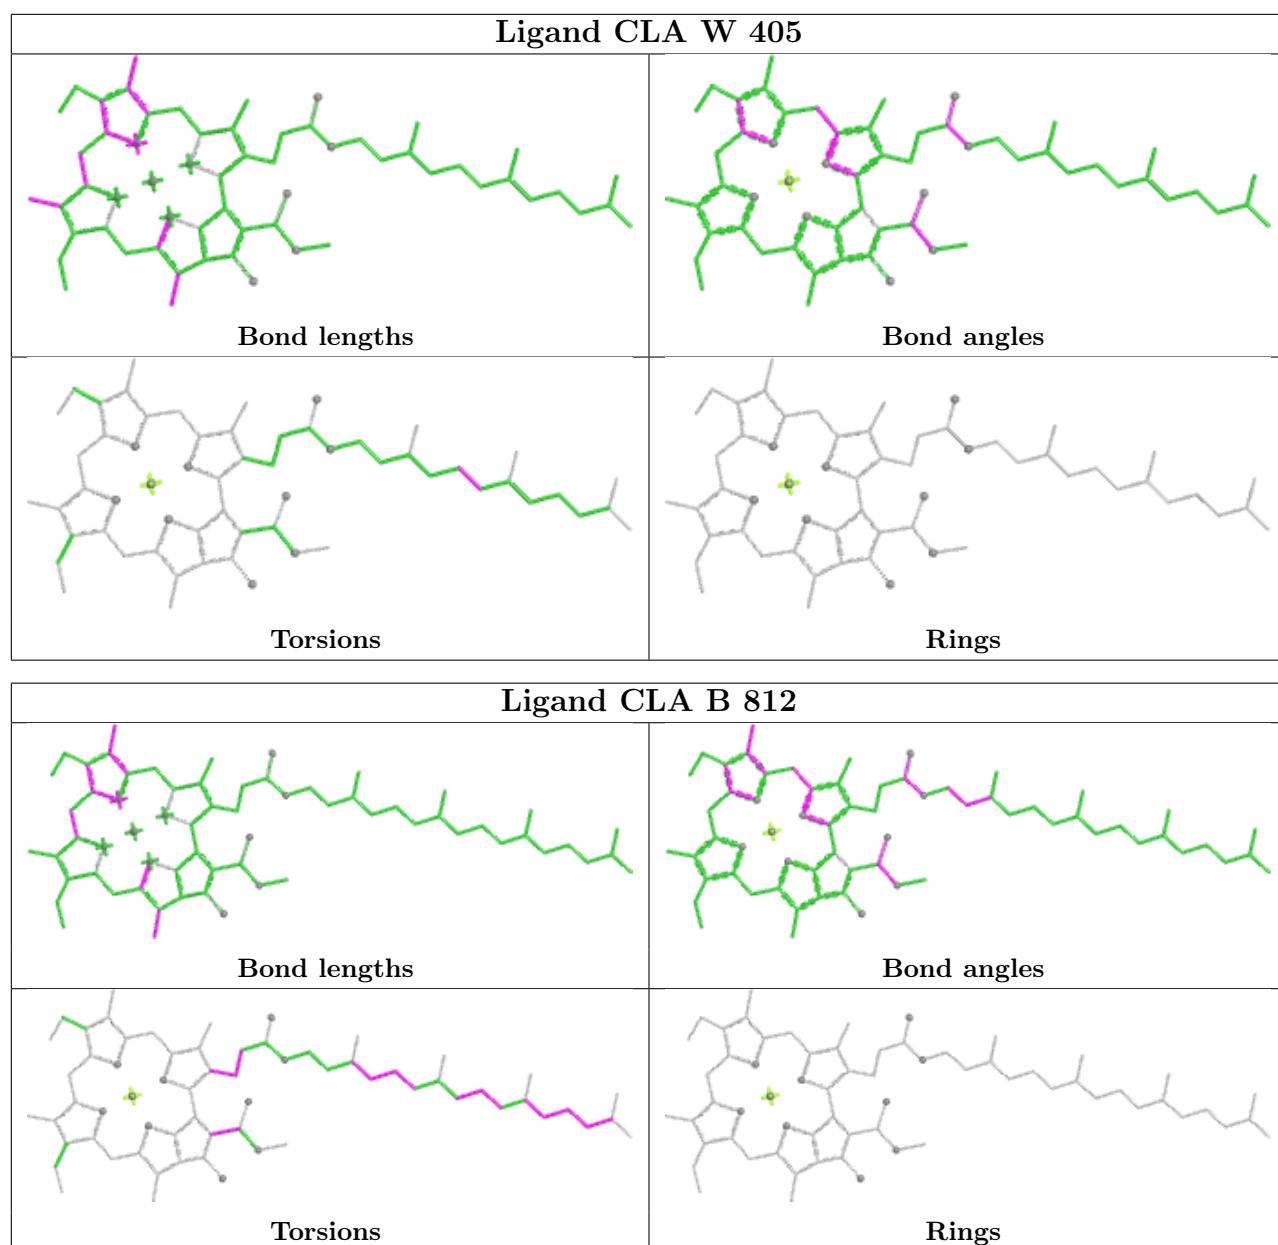 Ligand CLA W 405
Bond lengths
Bond angles
Torsions
Rings
Ligand CLA B 812
Bond lengths
Bond angles
Torsions
Rings